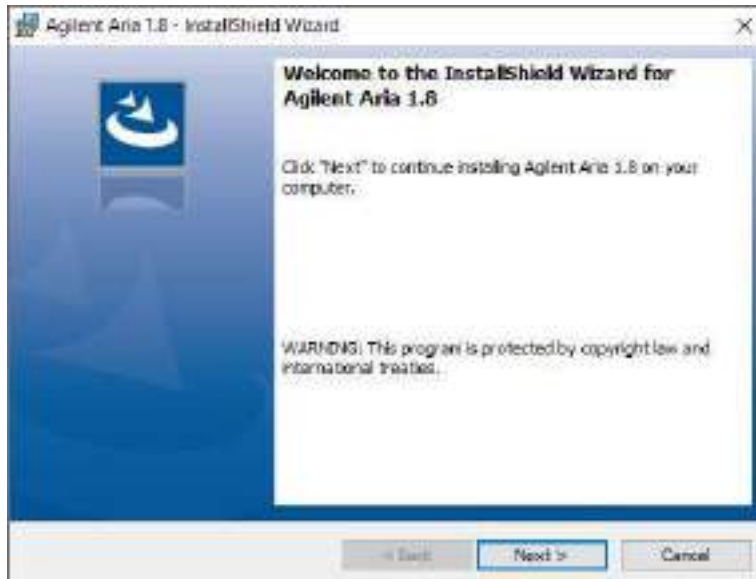 Agilent Aria 1.8 - InstallShield Wizard
Welcome to the InstallShield Wizard for
Agilent Aria 1.8
Click "Next" to continue installing Agilent Aria 1.8 on your
computer.
WARNING: This program is protected by copyright law and
international treaties.
< Back
Next >
Cancel